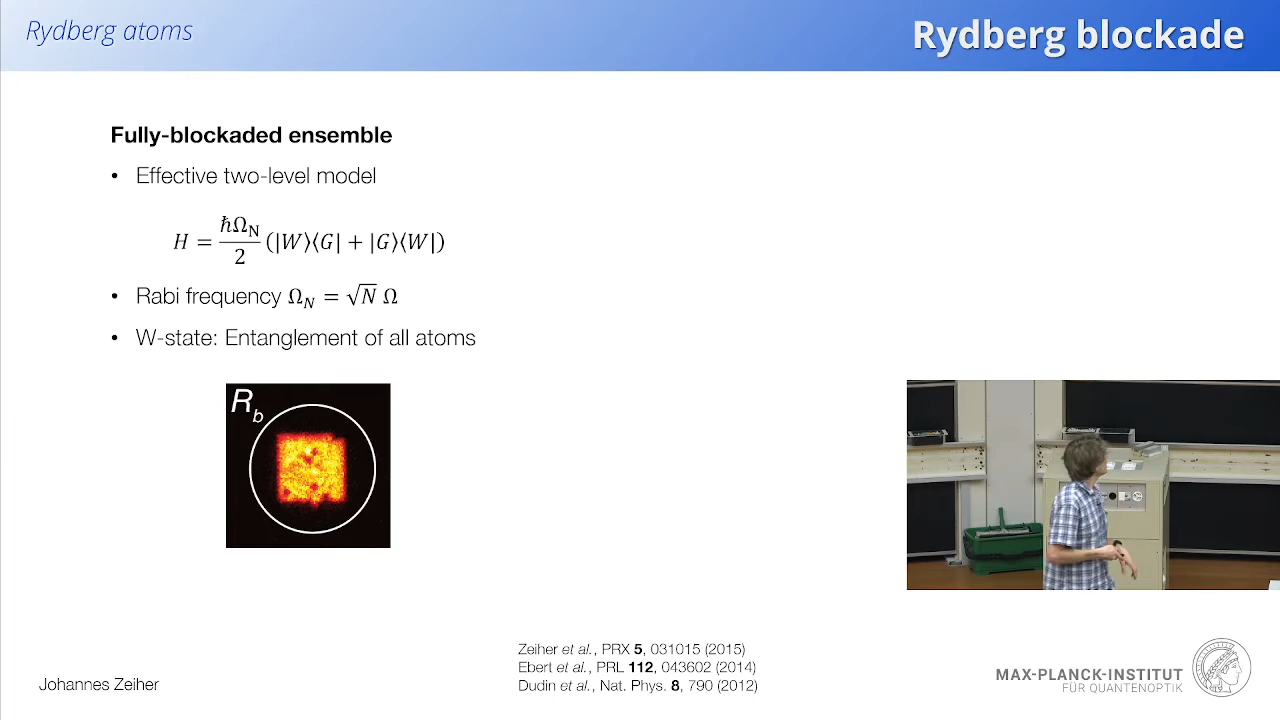 Rydberg atoms
Rydberg blockade
Fully-blockaded ensemble
• Effective two-level model
H = ħΩ_N/2 (|W⟩⟨G| + |G⟩⟨W|)
• Rabi frequency Ω_N = √N Ω
• W-state: Entanglement of all atoms
R_b
Zeiher et al., PRX 5, 031015 (2015)
Ebert et al., PRL 112, 043602 (2014)
Dudin et al., Nat. Phys. 8, 790 (2012)
Johannes Zeiher
MAX-PLANCK-INSTITUT
FÜR QUANTENOPTIK